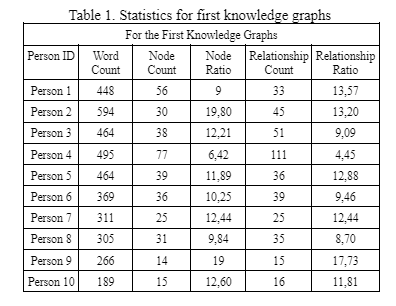 Table 1. Statistics for first knowledge graphs
For the First Knowledge Graphs
Person ID Word Count Node Count Node Ratio Relationship Count Relationship Ratio
Person 1 448 56 9 33 13,57
Person 2 594 30 19,80 45 13,20
Person 3 464 38 12,21 51 9,09
Person 4 495 77 6,42 111 4,45
Person 5 464 39 11,89 36 12,88
Person 6 369 36 10,25 39 9,46
Person 7 311 25 12,44 25 12,44
Person 8 305 31 9,84 35 8,70
Person 9 266 14 19 15 17,73
Person 10 189 15 12,60 16 11,81